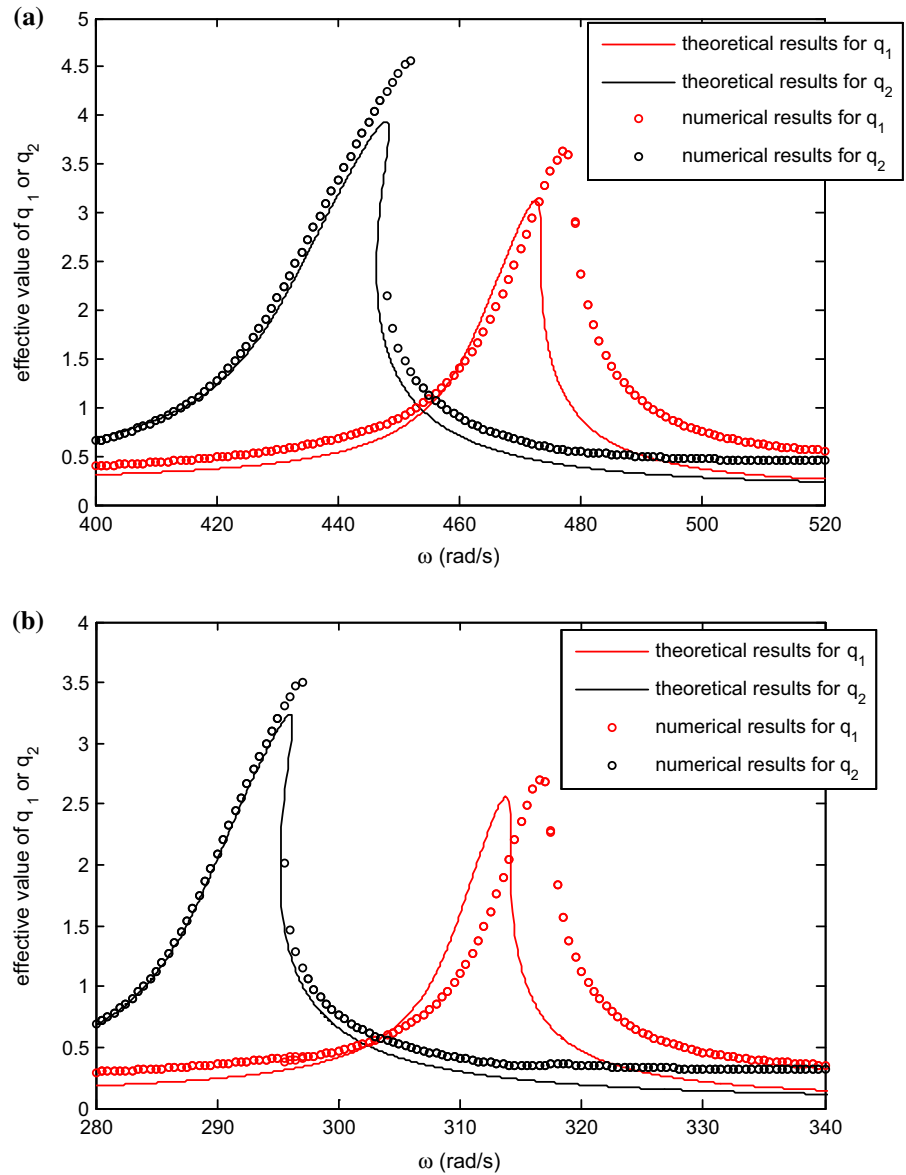 (a)
5
4.5
4
3.5
3
2.5
2
1.5
1
0.5
0
effective value of q1 or q2
400
420
440
460
480
500
520
ω (rad/s)
theoretical results for q1
theoretical results for q2
numerical results for q1
numerical results for q2
(b)
4
3.5
3
2.5
2
1.5
1
0.5
0
effective value of q1 or q2
280
290
300
310
320
330
340
ω (rad/s)
theoretical results for q1
theoretical results for q2
numerical results for q1
numerical results for q2